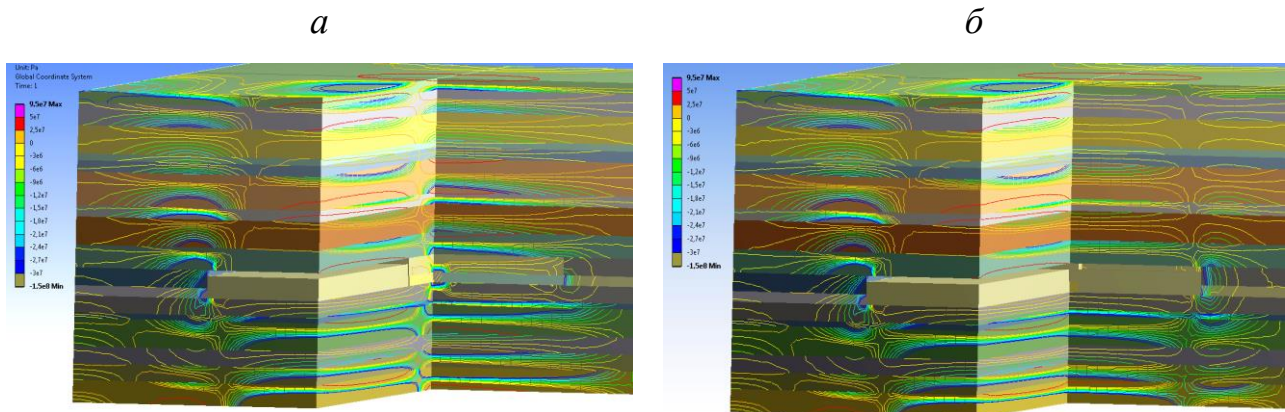 а
б
Unit: Pa
Global Coordinate System
Time: 1
9,5e7 Max
5e7
2,5e7
0
-3e6
-6e6
-9e6
-1,2e7
-1,5e7
-1,8e7
-2,1e7
-2,4e7
-2,7e7
-3e7
-1,5e8 Min
9,5e7 Max
5e7
2,5e7
0
-3e6
-6e6
-9e6
-1,2e7
-1,5e7
-1,8e7
-2,1e7
-2,4e7
-2,7e7
-3e7
-1,5e8 Min